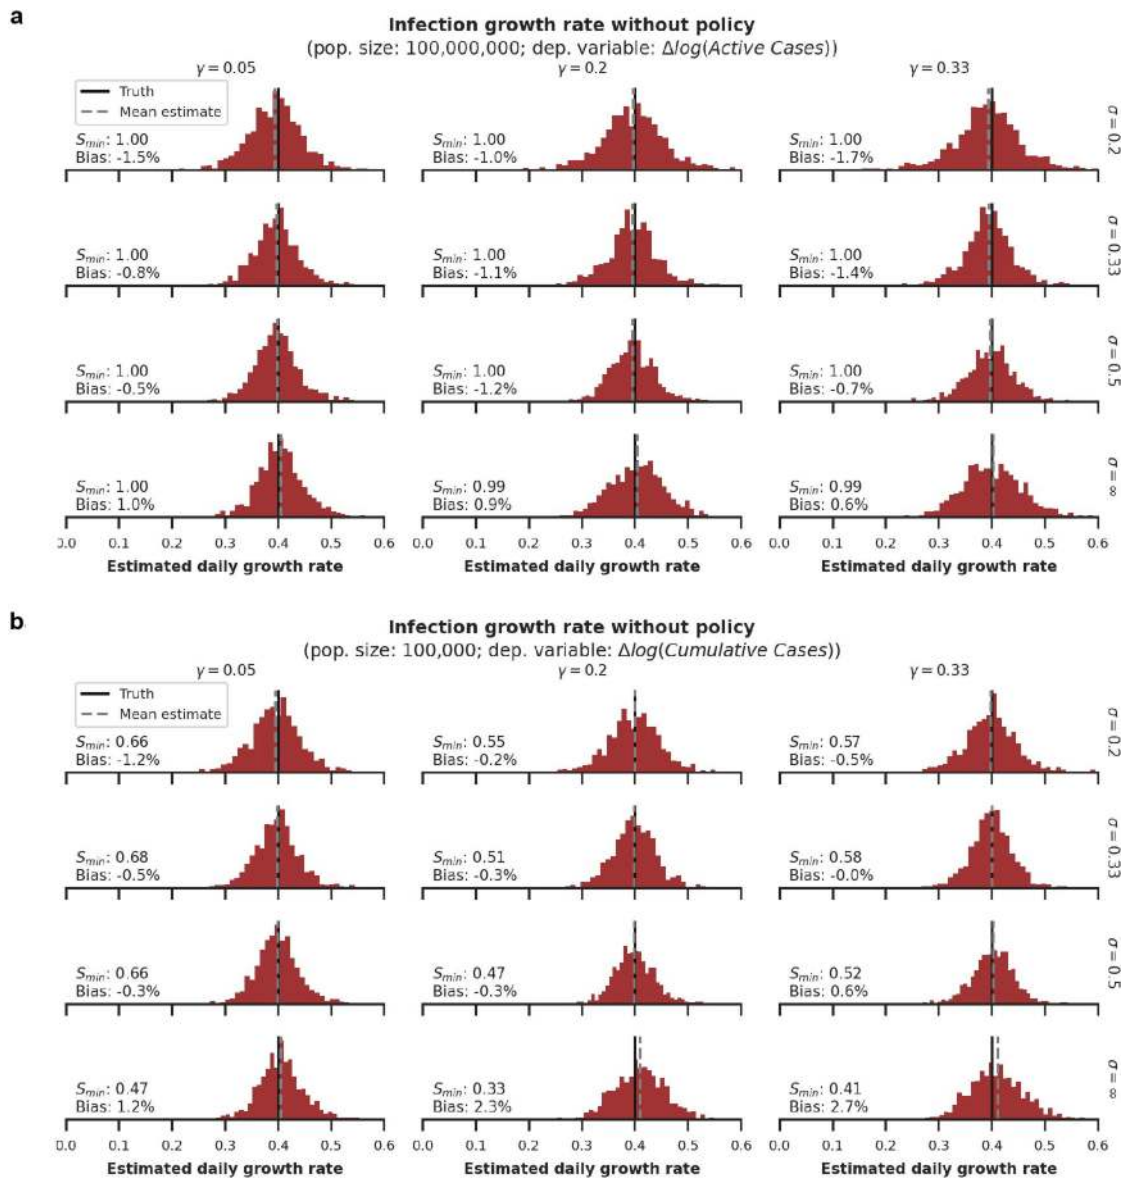 a
Infection growth rate without policy
(pop. size: 100,000,000; dep. variable: Δlog(Active Cases))
γ = 0.05 γ = 0.2 γ = 0.33
Truth
Mean estimate
Smin: 1.00 Smin: 1.00 Smin: 1.00
Bias: -1.5% Bias: -1.0% Bias: -1.7%
σ = 0.2
Smin: 1.00 Smin: 1.00 Smin: 1.00
Bias: -0.8% Bias: -1.1% Bias: -1.4%
σ = 0.33
Smin: 1.00 Smin: 1.00 Smin: 1.00
Bias: -0.5% Bias: -1.2% Bias: -0.7%
σ = 0.5
Smin: 1.00 Smin: 0.99 Smin: 0.99
Bias: 1.0% Bias: 0.9% Bias: 0.6%
σ = ∞
0.0 0.1 0.2 0.3 0.4 0.5 0.6 0.0 0.1 0.2 0.3 0.4 0.5 0.6 0.0 0.1 0.2 0.3 0.4 0.5 0.6
Estimated daily growth rate Estimated daily growth rate Estimated daily growth rate
b
Infection growth rate without policy
(pop. size: 100,000; dep. variable: Δlog(Cumulative Cases))
γ = 0.05 γ = 0.2 γ = 0.33
Truth
Mean estimate
Smin: 0.66 Smin: 0.55 Smin: 0.57
Bias: -1.2% Bias: -0.2% Bias: -0.5%
σ = 0.2
Smin: 0.68 Smin: 0.51 Smin: 0.58
Bias: -0.5% Bias: -0.3% Bias: -0.0%
σ = 0.33
Smin: 0.66 Smin: 0.47 Smin: 0.52
Bias: -0.3% Bias: -0.3% Bias: 0.6%
σ = 0.5
Smin: 0.47 Smin: 0.33 Smin: 0.41
Bias: 1.2% Bias: 2.3% Bias: 2.7%
σ = ∞
0.0 0.1 0.2 0.3 0.4 0.5 0.6 0.0 0.1 0.2 0.3 0.4 0.5 0.6 0.0 0.1 0.2 0.3 0.4 0.5 0.6
Estimated daily growth rate Estimated daily growth rate Estimated daily growth rate